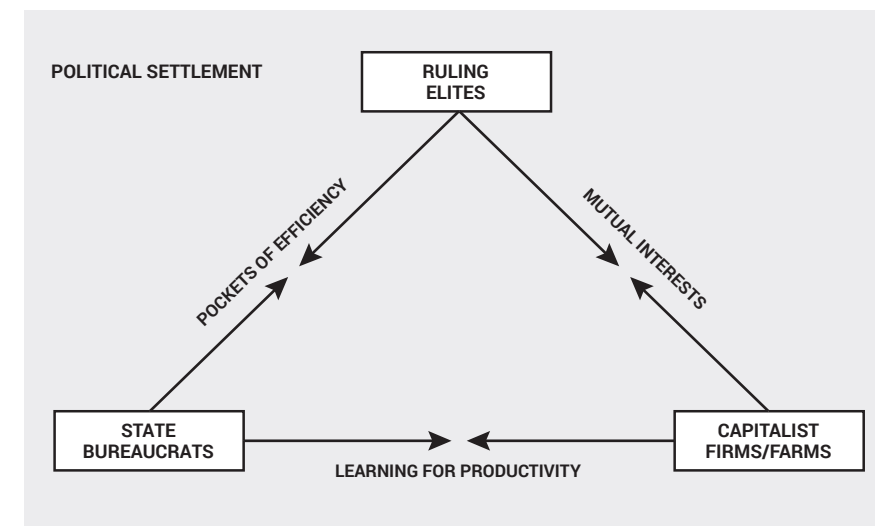 POLITICAL SETTLEMENT
RULING
ELITES
POCKETS OF EFFICIENCY
MUTUAL INTERESTS
STATE
BUREAUCRATS
CAPITALIST
FIRMS/FARMS
LEARNING FOR PRODUCTIVITY